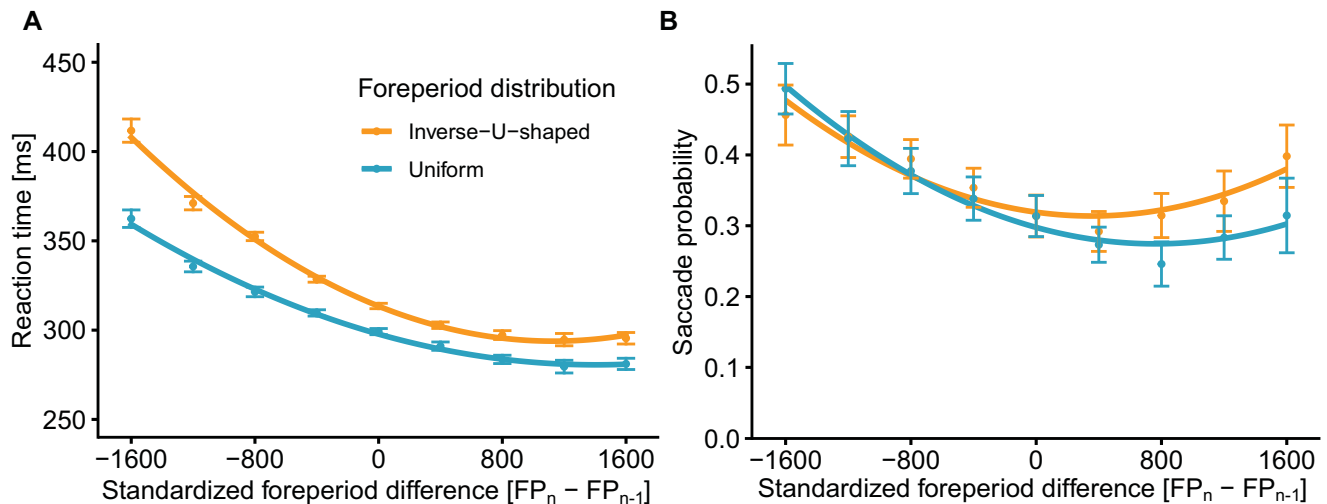 A
Reaction time [ms]
450
400
350
300
250
Foreperiod distribution
Inverse−U−shaped
Uniform
−1600
−800
0
800
1600
Standardized foreperiod difference [FPn − FPn-1]
B
Saccade probability
0.5
0.4
0.3
0.2
0.0
−1600
−800
0
800
1600
Standardized foreperiod difference [FPn − FPn-1]